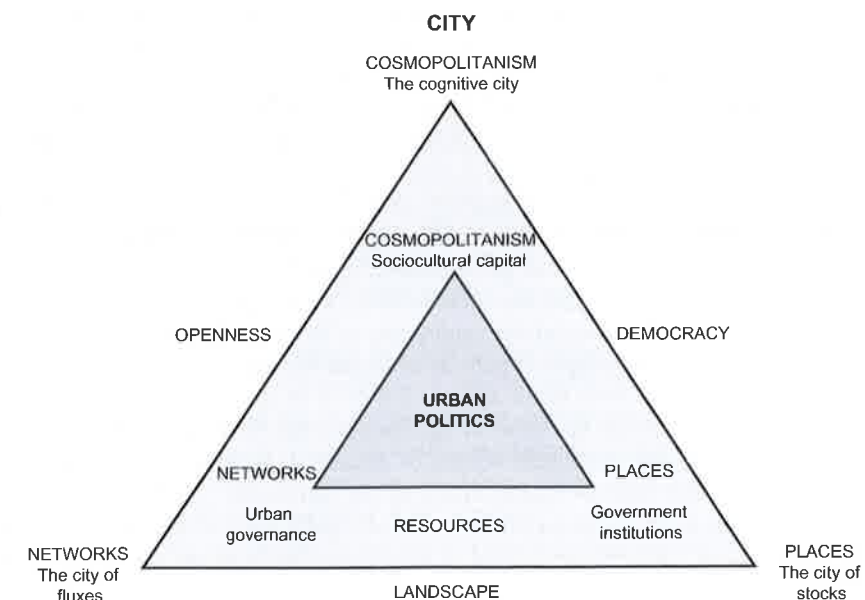 CITY
COSMOPOLITANISM
The cognitive city
COSMOPOLITANISM
Sociocultural capital
OPENNESS
DEMOCRACY
URBAN
POLITICS
NETWORKS
PLACES
Urban
governance
RESOURCES
Government
institutions
NETWORKS
The city of
fluxes
LANDSCAPE
PLACES
The city of
stocks